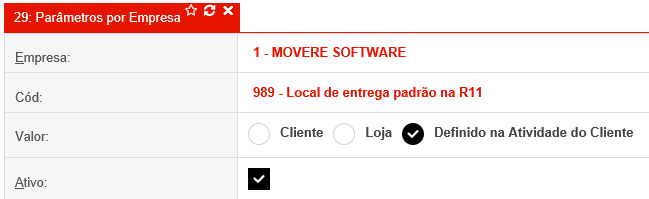 29: Parâmetros por Empresa
Empresa: 1 - MOVERE SOFTWARE
Cód: 989 - Local de entrega padrão na R11
Valor: Cliente Loja Definido na Atividade do Cliente
Ativo: